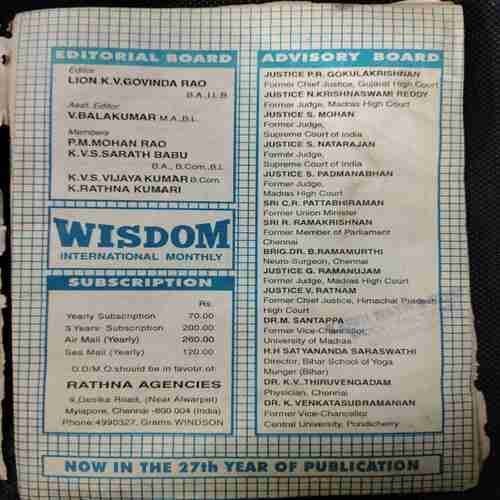 EDITORIAL BOARD
Editor
LION K.V.GOVINDA RAO
B.A.,LL.B
Asst. Editor
V.BALAKUMAR M.A.,B.L.
Members
P.M.MOHAN RAO
K.V.S.SARATH BABU
B.A., B.Com.,B.L
K.V.S.VIJAYA KUMAR B.Com.
K.RATHNA KUMARI
WISDOM
INTERNATIONAL MONTHLY
SUBSCRIPTION
Rs.
Yearly Subscription 70.00
3 Years Subscription 200.00
Air Mail (Yearly) 260.00
Sea Mail (Yearly) 120.00
D.D/M.O.should be in favour of
RATHNA AGENCIES
9,Desika Road, (Near Alwarpet)
Mylapore, Chennai -600 004 (India)
Phone:4990327, Grams WINDSON
ADVISORY BOARD
JUSTICE P.R. GOKULAKRISHNAN
Former Chief Justice, Gujarat High Court
JUSTICE N.KRISHNASWAMI REDDY
Former Judge, Madras High Court
JUSTICE S. MOHAN
Former Judge,
Supreme Court of India
JUSTICE S. NATARAJAN
Former Judge,
Supreme Court of India
JUSTICE S. PADMANABHAN
Former Judge,
Madras High Court
SRI C.R. PATTABHIRAMAN
Former Union Minister
SRI R. RAMAKRISHNAN
Former Member of Parliament
Chennai
BRIG.DR. B.RAMAMURTHI
Neuro-Surgeon, Chennai
JUSTICE G. RAMANUJAM
Former Judge, Madras High Court
JUSTICE V. RATNAM
Former Chief Justice, Himachal Pradesh
High Court
DR.M. SANTAPPA
Former Vice-Chancellor,
University of Madras
H.H SATYANANDA SARASWATHI
Director, Bihar School of Yoga
Munger (Bihar)
DR. K.V.THIRUVENGADAM
Physician, Chennai
DR. K. VENKATASUBRAMANIAN
Former Vice-Chancellor
Central University, Pondicherry
NOW IN THE 27th YEAR OF PUBLICATION